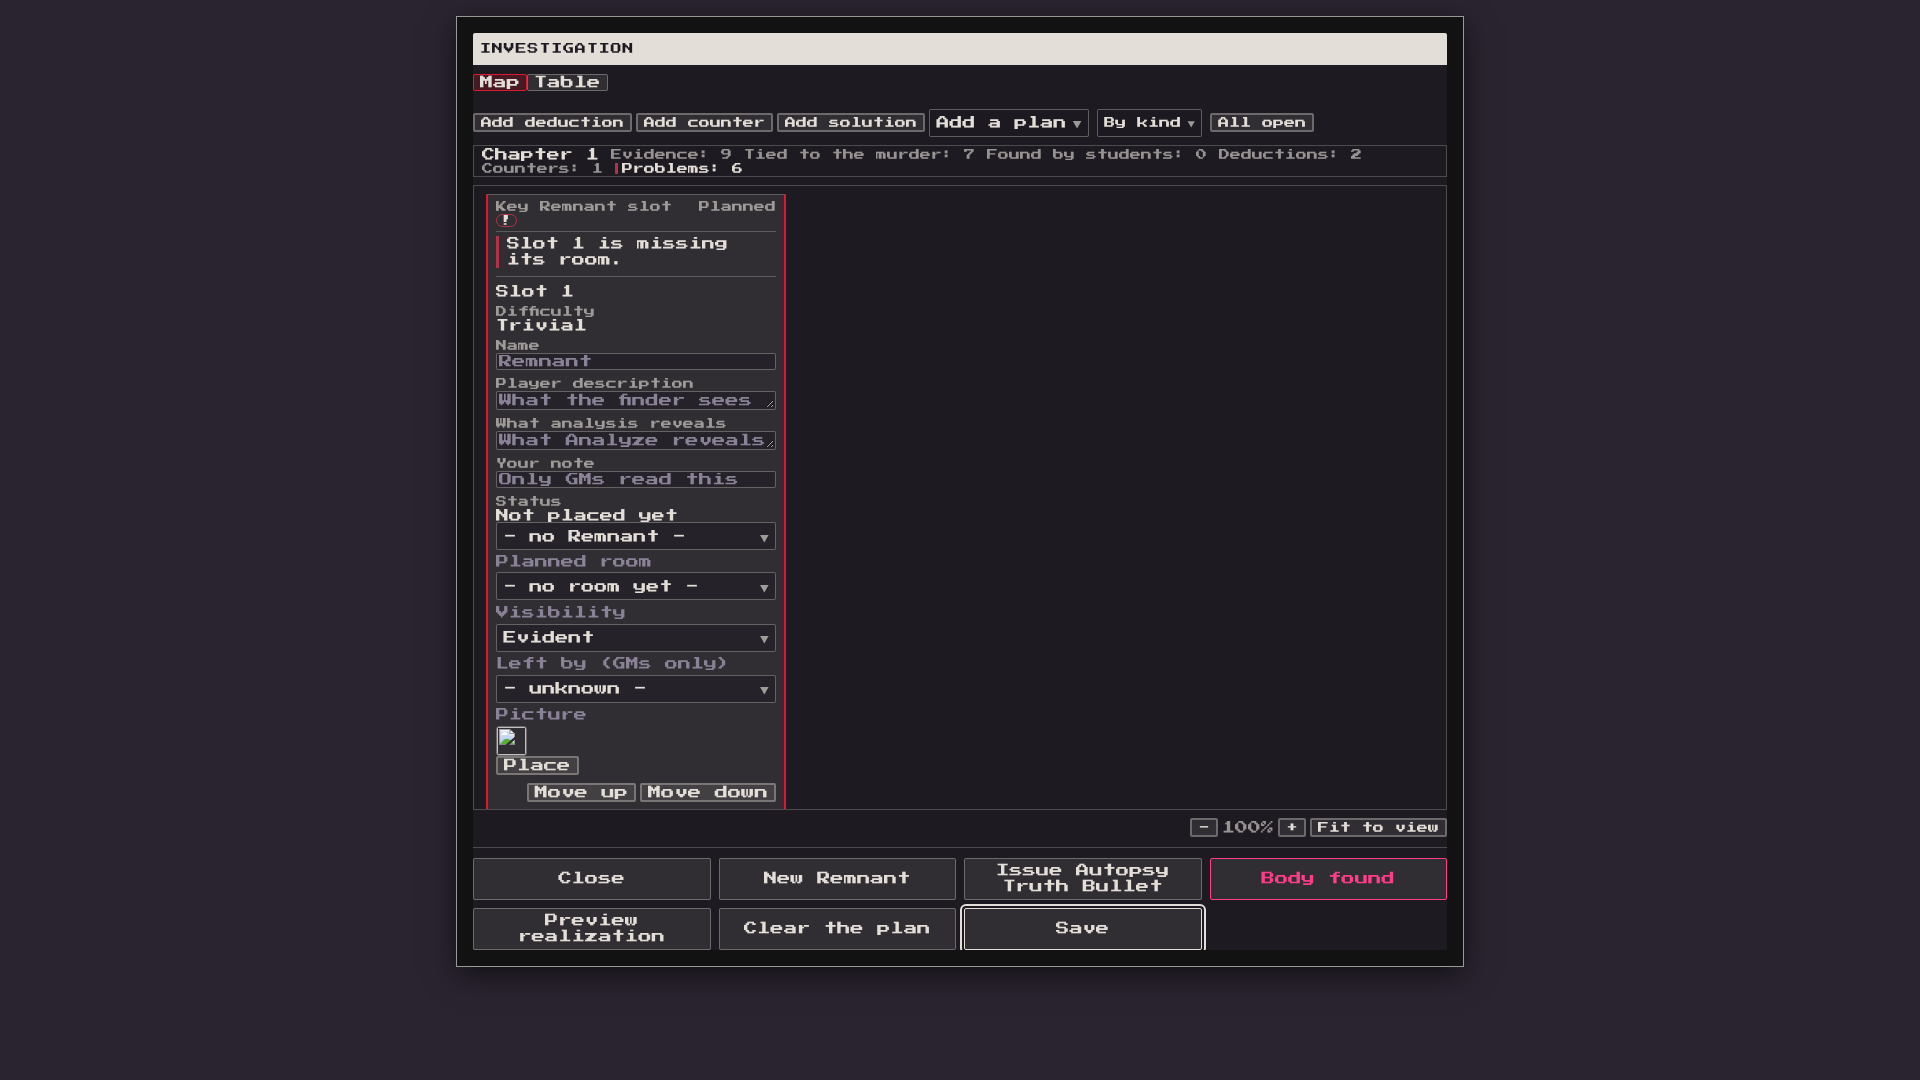 INVESTIGATION
Map Table
Add deduction Add counter Add solution Add a plan ▾ By kind ▾ All open
Chapter 1 Evidence: 9 Tied to the murder: 7 Found by students: 0 Deductions: 2
Counters: 1 Problems: 6
Key Remnant slot Planned
!
Slot 1 is missing
its room.
Slot 1
Difficulty
Trivial
Name
Remnant
Player description
What the finder sees
What analysis reveals
What Analyze reveals
Your note
Only GMs read this
Status
Not placed yet
- no Remnant -
Planned room
- no room yet -
Visibility
Evident
Left by (GMs only)
- unknown -
Picture
Place
Move up Move down
- 100% + Fit to view
Close New Remnant Issue Autopsy
Truth Bullet Body found
Preview
realization Clear the plan Save